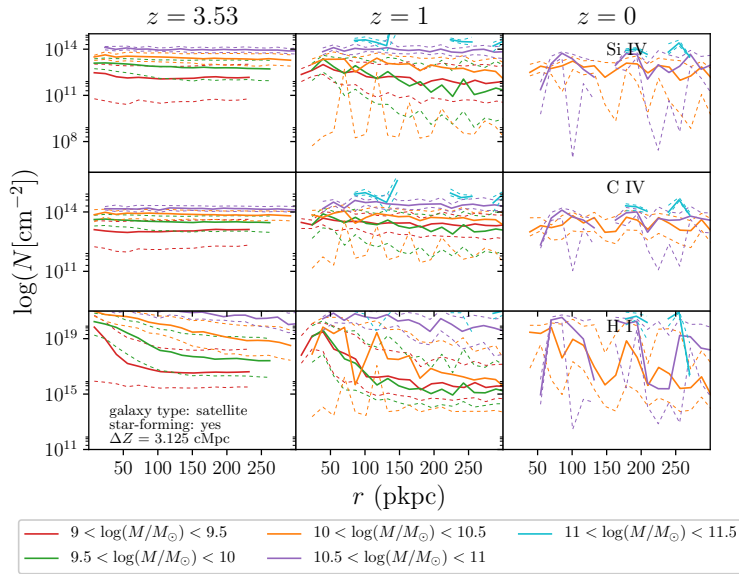 z = 3.53 z = 1 z = 0
10^14 Si IV
10^11
10^8
log(N[cm^−2])
10^14 C IV
10^11
10^19 H I
10^15
10^11
galaxy type: satellite
star-forming: yes
ΔZ = 3.125 cMpc
50 100 150 200 250 50 100 150 200 250 50 100 150 200 250
r (pkpc)
9 < log(M/M⊙) < 9.5 10 < log(M/M⊙) < 10.5 11 < log(M/M⊙) < 11.5
9.5 < log(M/M⊙) < 10 10.5 < log(M/M⊙) < 11